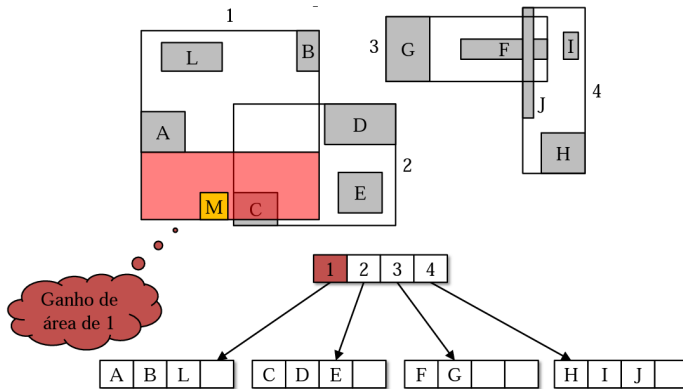 1
L
B
3
G
F
I
J
4
A
D
2
H
E
M
C
1 2 3 4
Ganho de
área de 1
A B L
C D E
F G
H I J